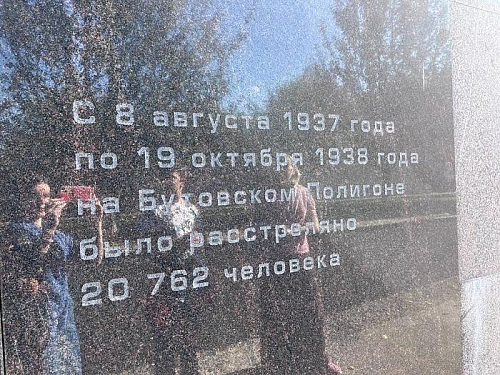 С 8 августа 1937 года
по 19 октября 1938 года
на Бутовском Полигоне
было расстреляно
20 762 человека